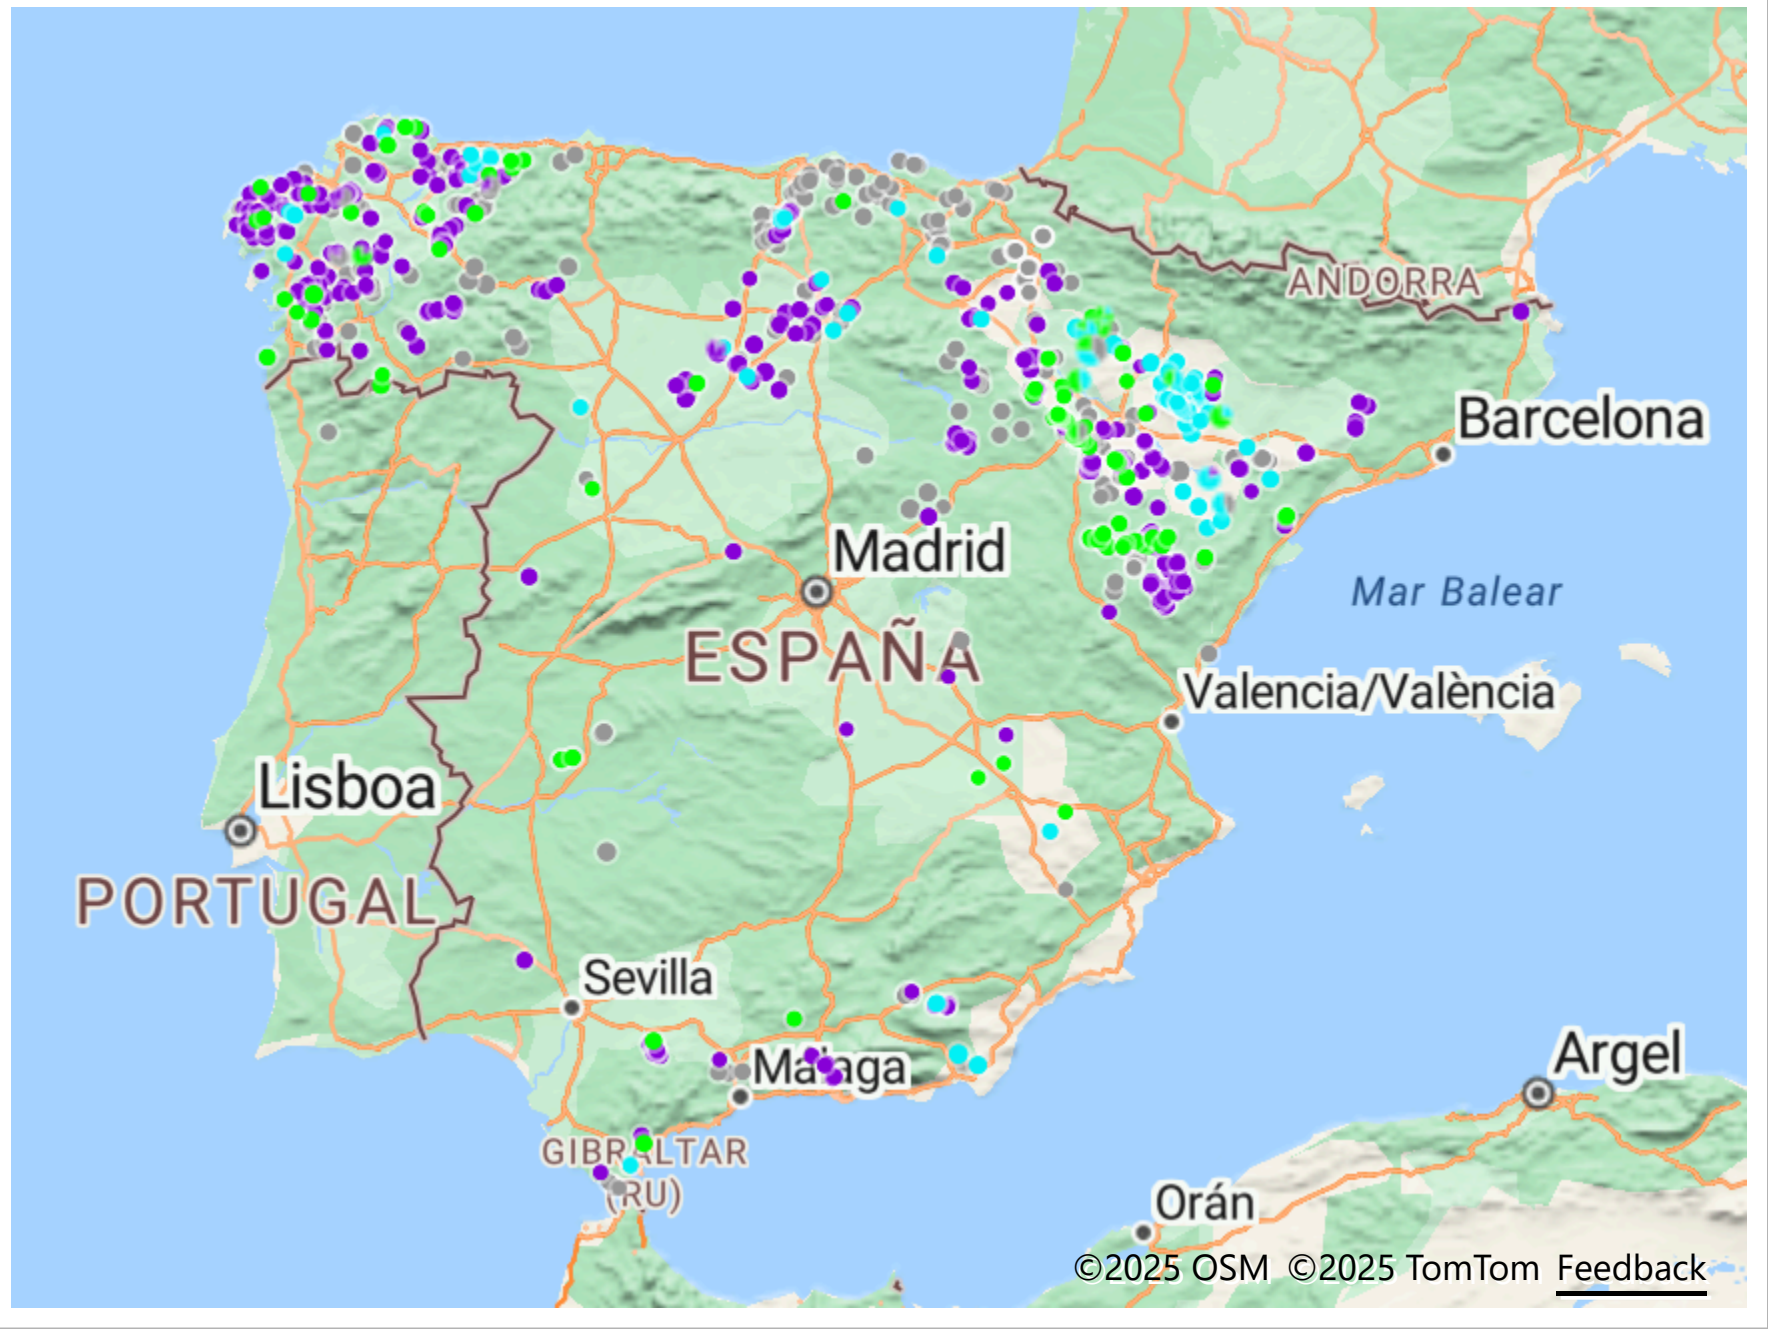 ANDORRA
Barcelona
Madrid
Mar Balear
ESPAÑA
Valencia/València
Lisboa
PORTUGAL
Sevilla
Málaga
Argel
GIBRALTAR
(RU)
Orán
©2025 OSM ©2025 TomTom Feedback